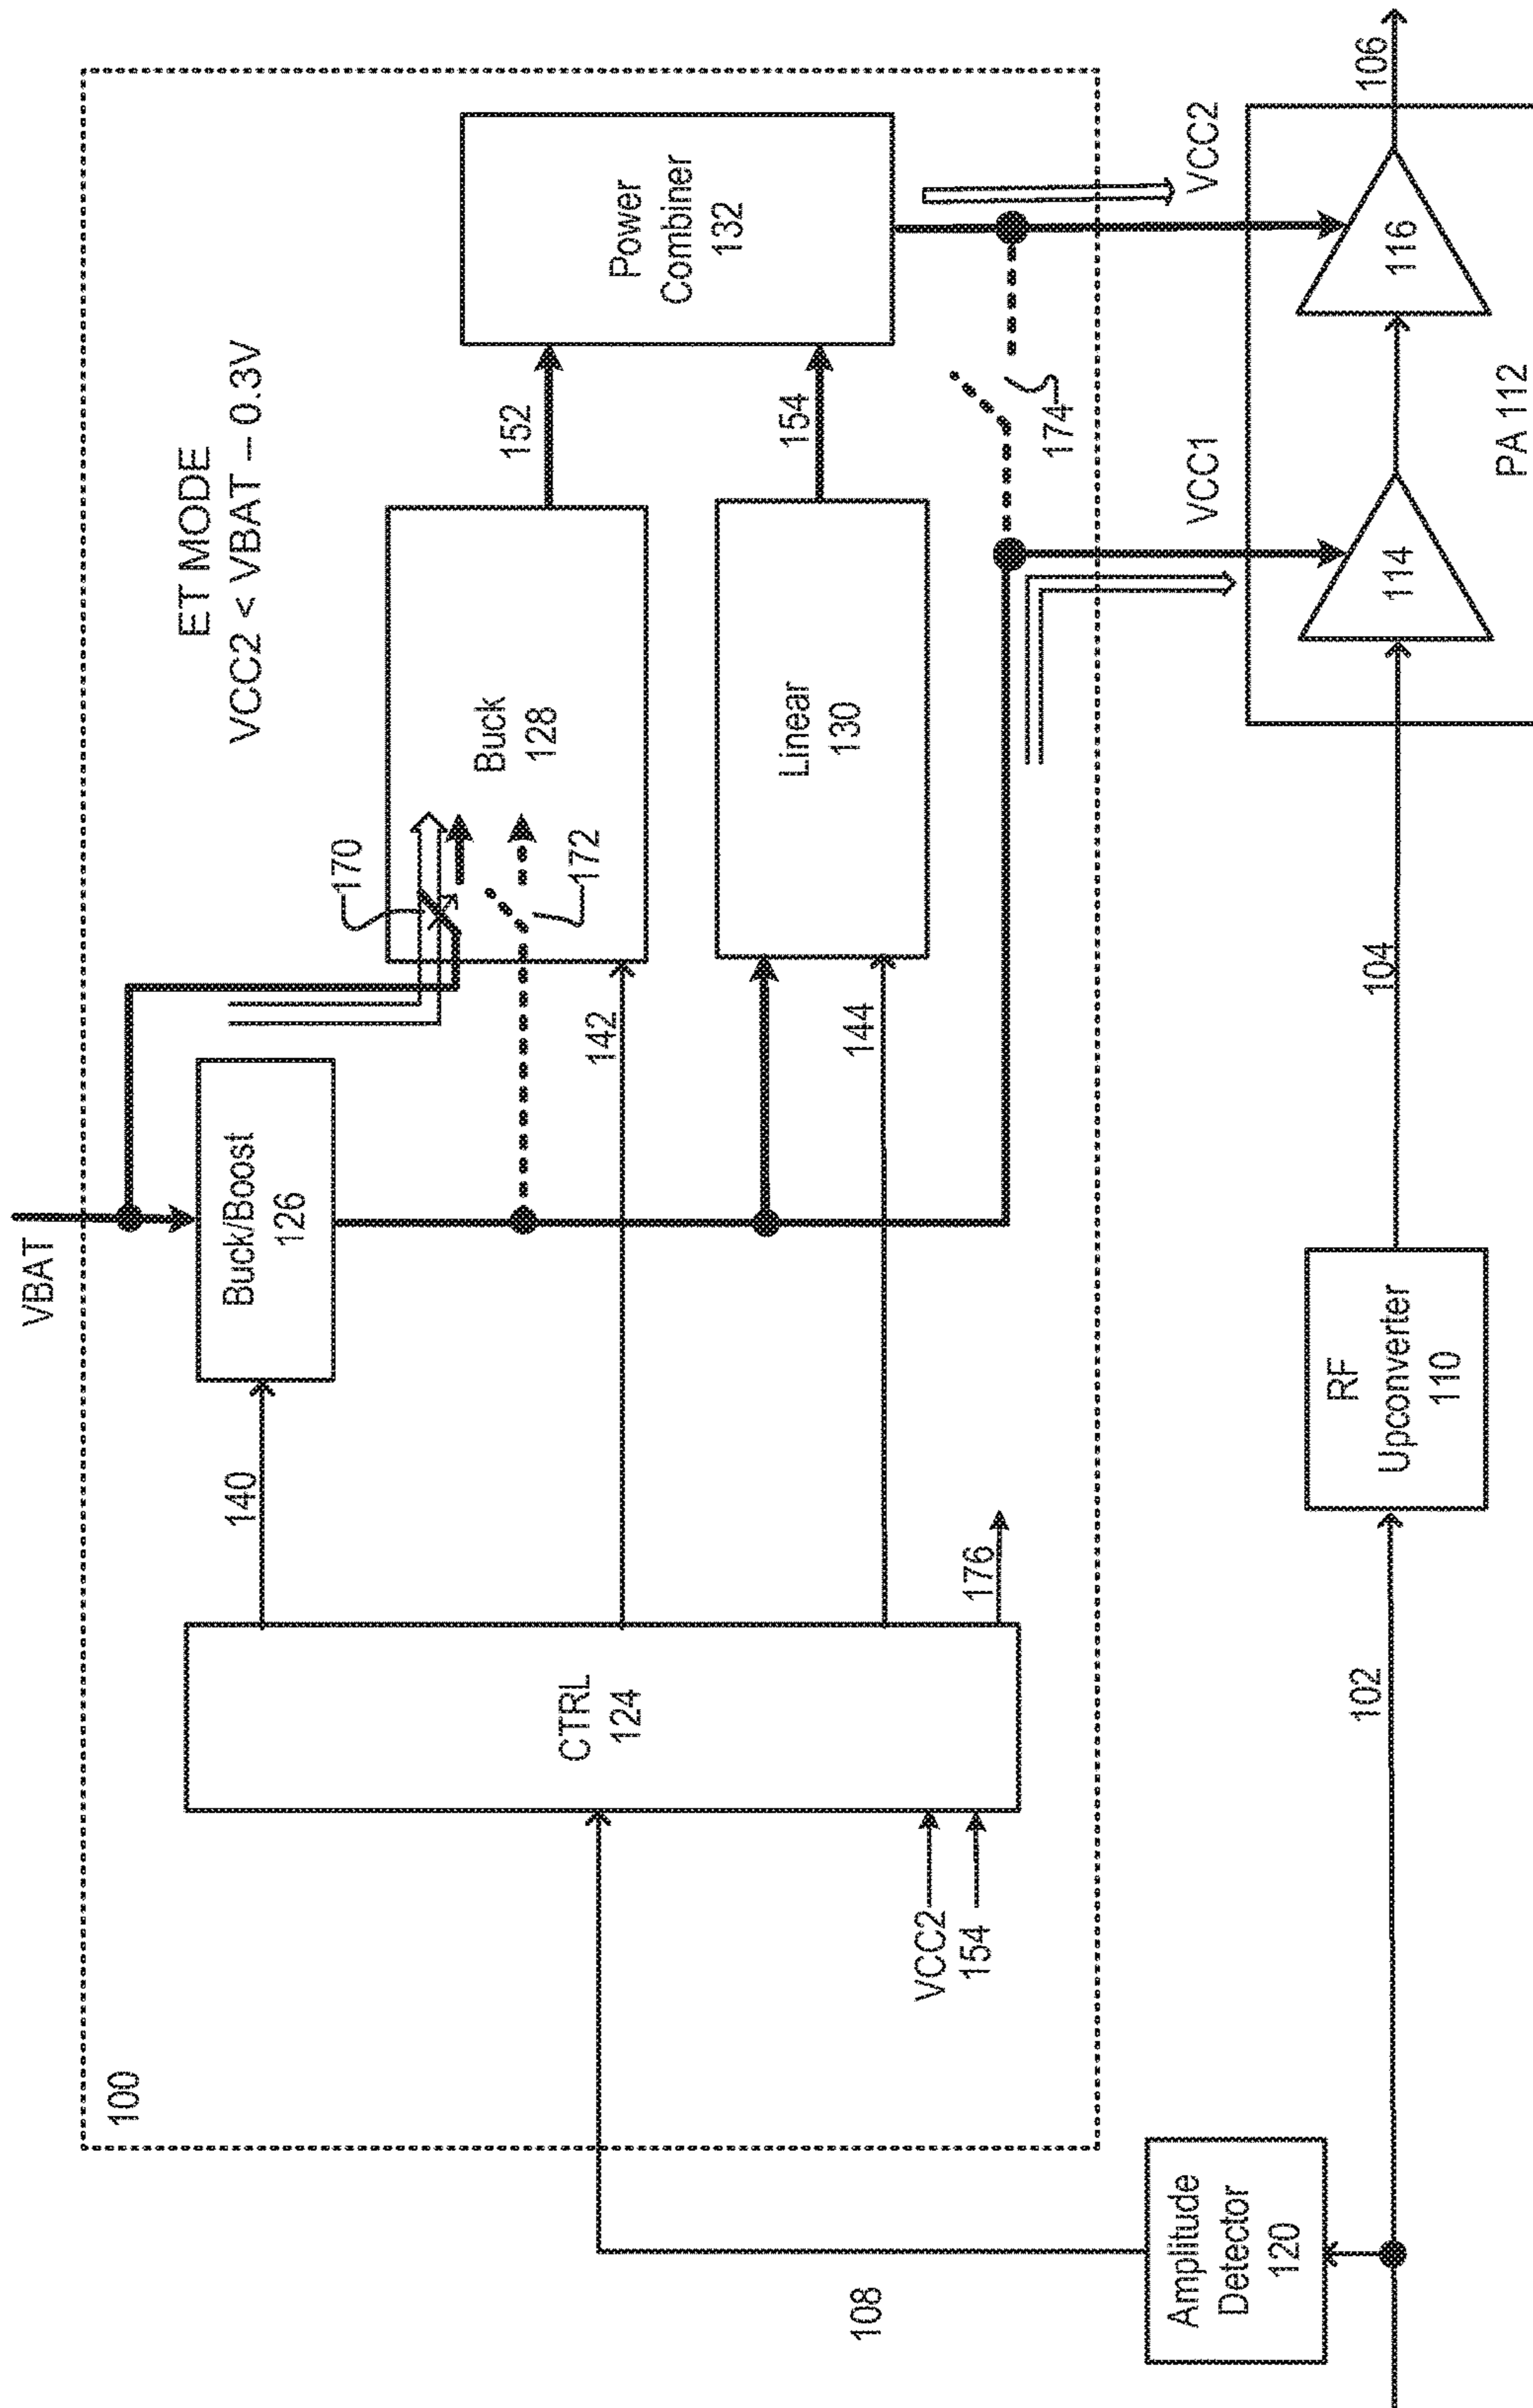 VBAT
ET MODE
VCC2 < VBAT – 0.3V
100
140
Buck/Boost
126
170
172
Buck
128
152
Power
Combiner
132
CTRL
124
142
144
Linear
130
154
174
VCC2
154
176
VCC1
VCC2
108
Amplitude
Detector
120
102
RF
Upconverter
110
104
114
116
106
PA 112